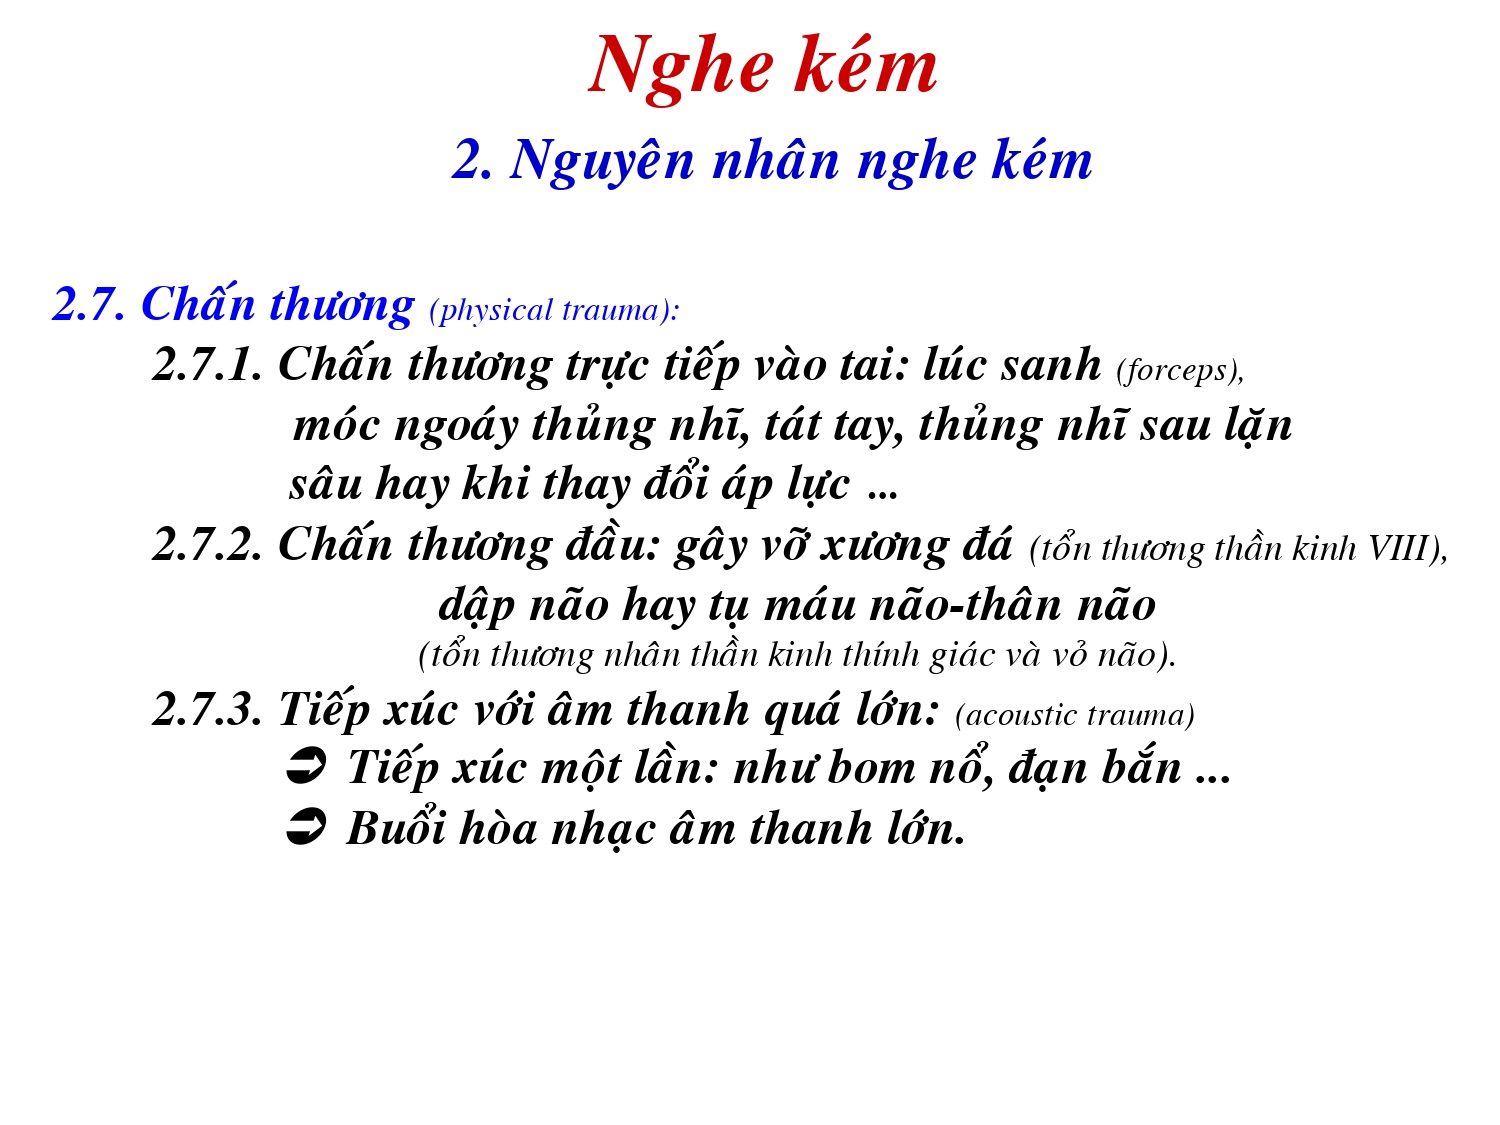 Nghe kém
2. Nguyên nhân nghe kém
2.7. Chấn thương (physical trauma):
2.7.1. Chấn thương trực tiếp vào tai: lúc sanh (forceps),
móc ngoáy thủng nhĩ, tát tay, thủng nhĩ sau lặn
sâu hay khi thay đổi áp lực ...
2.7.2. Chấn thương đầu: gây vỡ xương đá (tổn thương thần kinh VIII),
dập não hay tụ máu não-thân não
(tổn thương nhân thần kinh thính giác và vỏ não).
2.7.3. Tiếp xúc với âm thanh quá lớn: (acoustic trauma)
➲ Tiếp xúc một lần: như bom nổ, đạn bắn ...
➲ Buổi hòa nhạc âm thanh lớn.